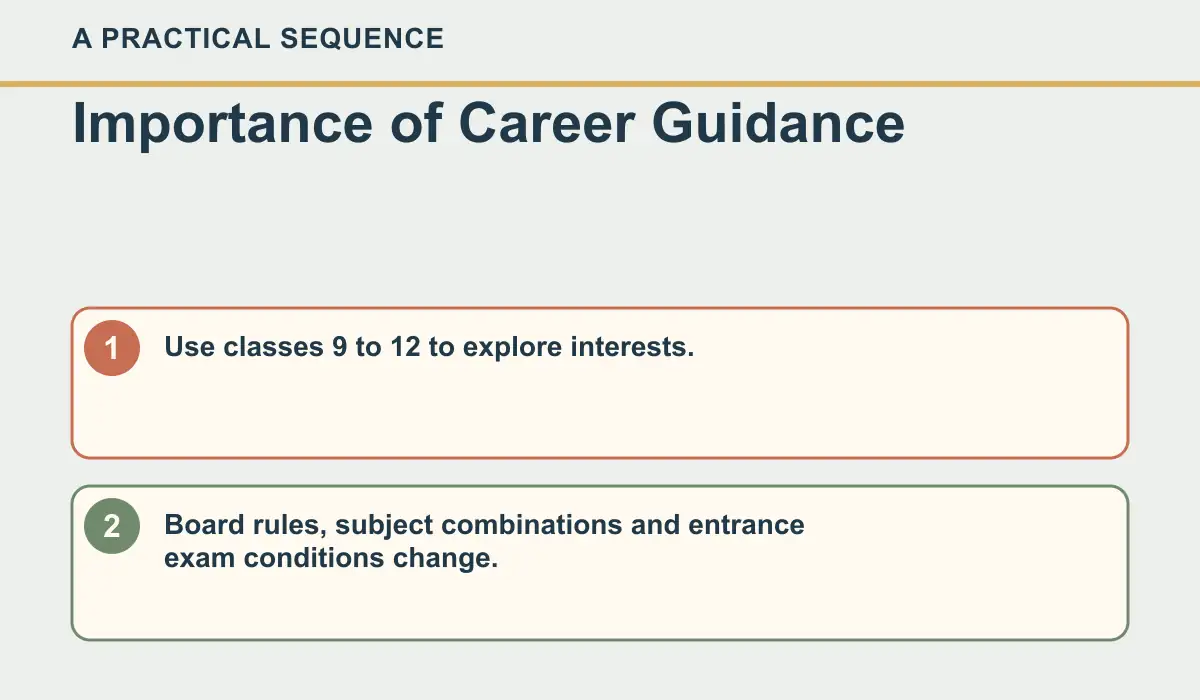 A PRACTICAL SEQUENCE
Importance of Career Guidance
1
Use classes 9 to 12 to explore interests.
2
Board rules, subject combinations and entrance
exam conditions change.